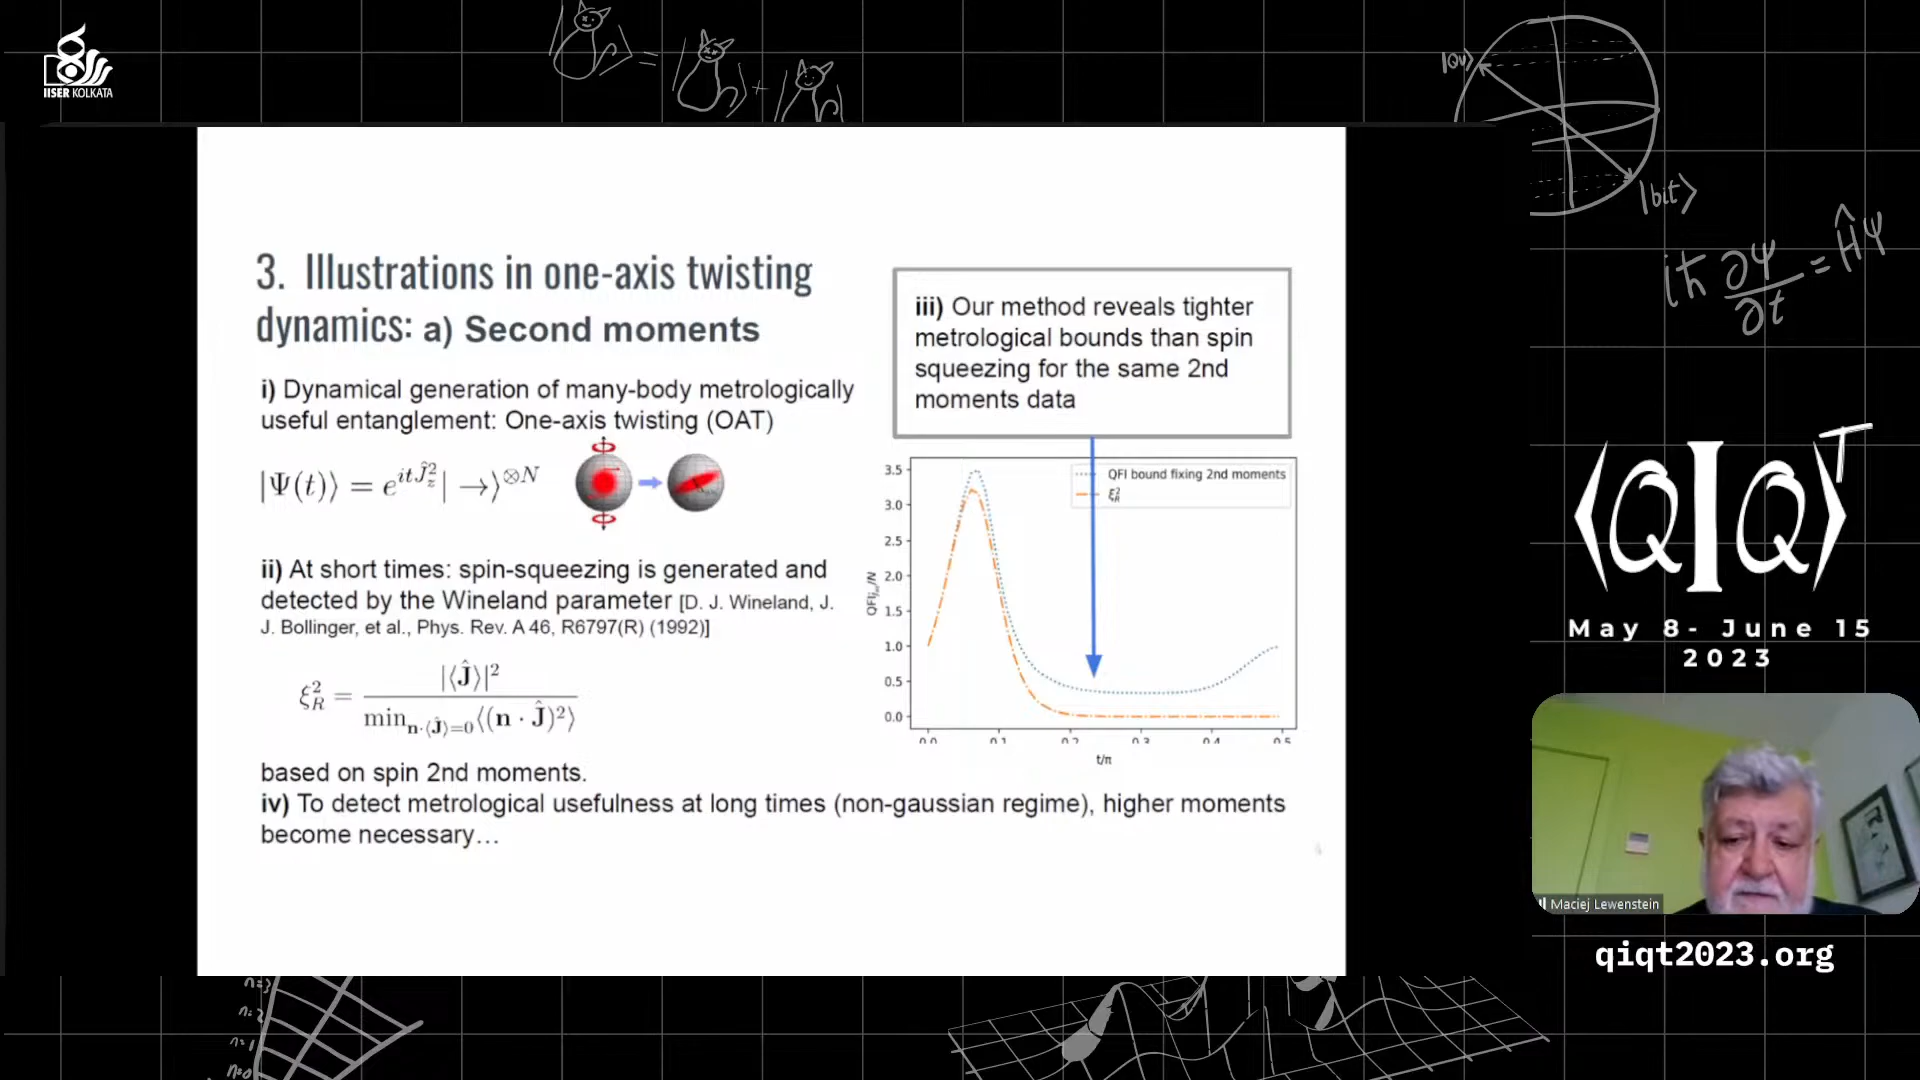 IISER KOLKATA
|ov⟩
|bit⟩
iħ ∂ψ/∂t = Ĥψ
3. Illustrations in one-axis twisting
dynamics: a) Second moments
i) Dynamical generation of many-body metrologically
useful entanglement: One-axis twisting (OAT)
|Ψ(t)⟩ = e^{itĴ_z^2}| →⟩^{⊗N}
ii) At short times: spin-squeezing is generated and
detected by the Wineland parameter [D. J. Wineland, J.
J. Bollinger, et al., Phys. Rev. A 46, R6797(R) (1992)]
ξ_R^2 = |⟨Ĵ⟩|^2 / min_{n·⟨Ĵ⟩=0}⟨(n · Ĵ)^2⟩
based on spin 2nd moments.
iv) To detect metrological usefulness at long times (non-gaussian regime), higher moments
become necessary…
iii) Our method reveals tighter
metrological bounds than spin
squeezing for the same 2nd
moments data
QFI bound fixing 2nd moments
ξ_R^2
3.5
3.0
2.5
2.0
1.5
1.0
0.5
0.0
0.0 0.1 0.2 0.3 0.4 0.5
t/π
⟨QIQ⟩T
May 8- June 15
2023
Maciej Lewenstein
qiqt2023.org
n=3
n=2
n=1
n=0